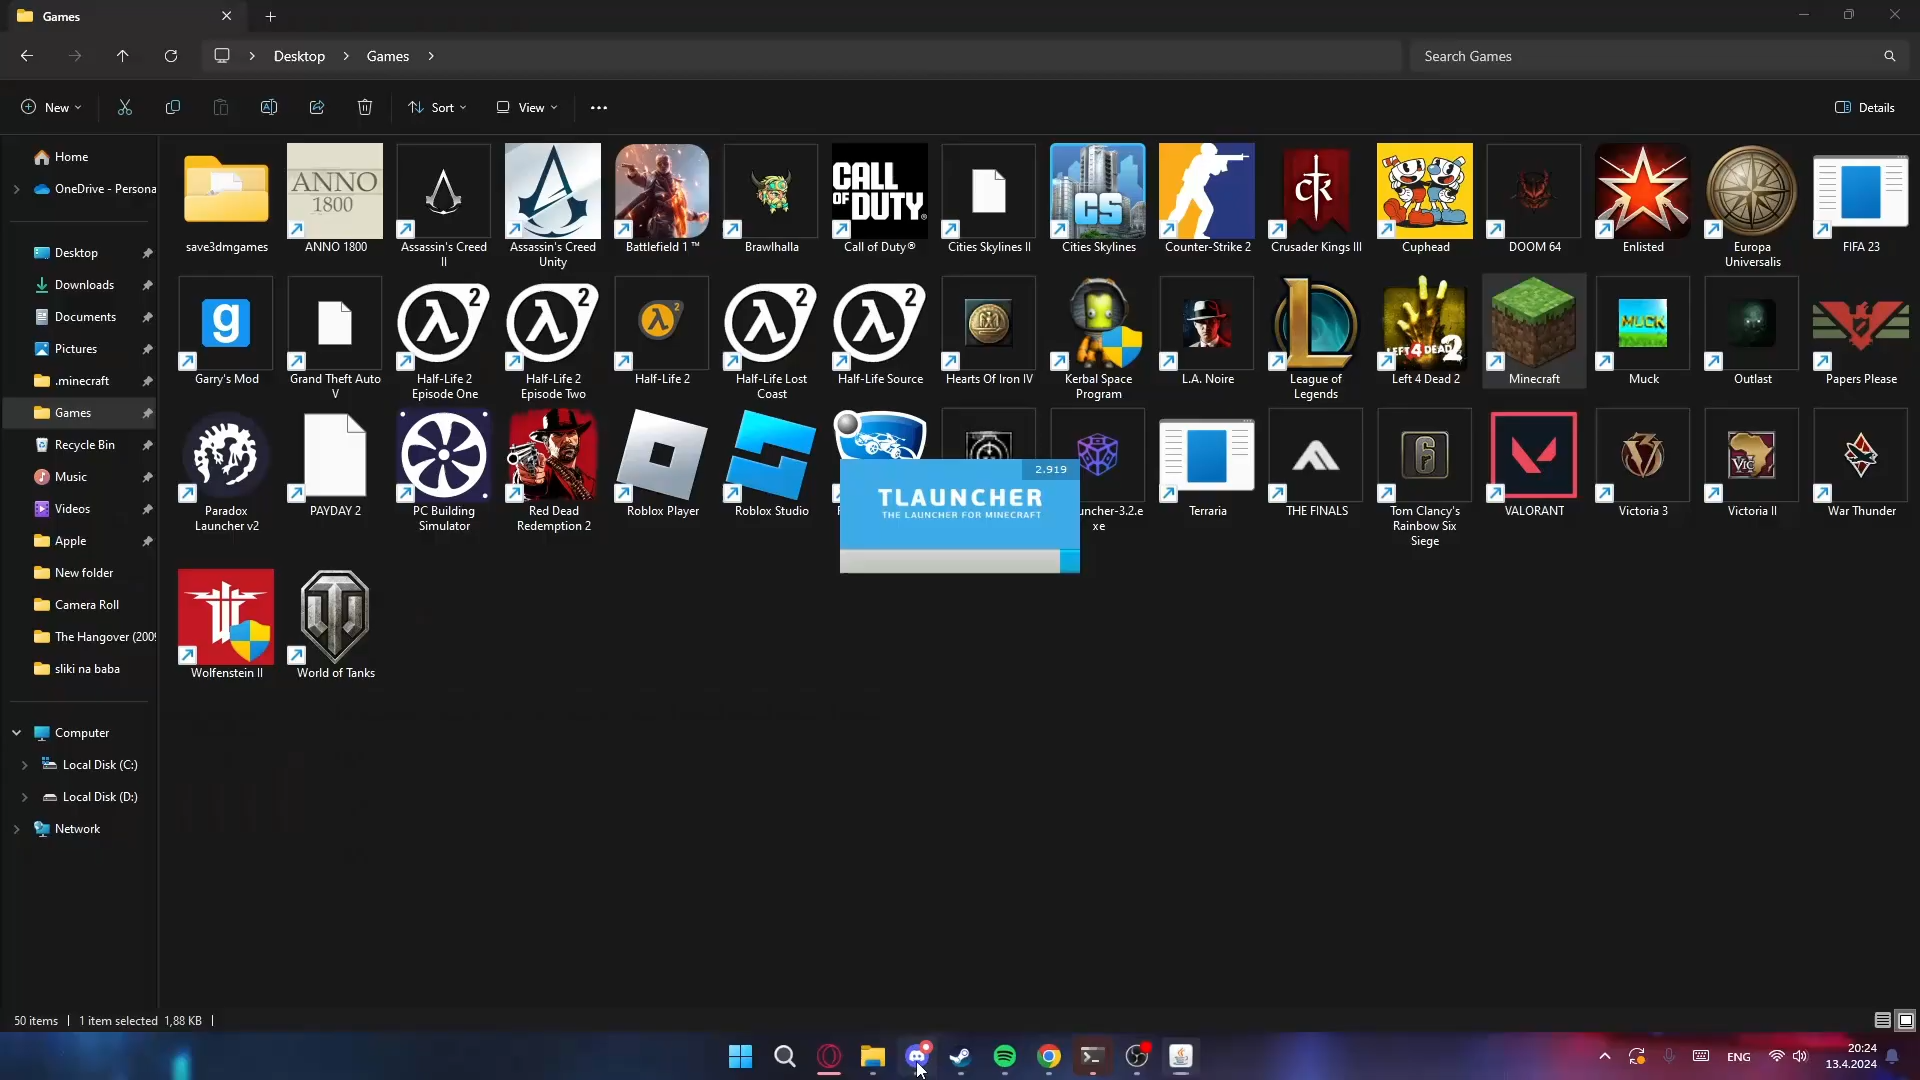 Games
Desktop
Games
Search Games
New
Sort
View
Details
Home
OneDrive - Persona
Desktop
Downloads
Documents
Pictures
.minecraft
Games
Recycle Bin
Music
Videos
Apple
New folder
Camera Roll
The Hangover (2009
sliki na baba
Computer
Local Disk (C:)
Local Disk (D:)
Network
ANNO
1800
CALL
OF DUTY®
CS
ck
save3dmgames
ANNO 1800
Assassin's Creed
II
Assassin's Creed
Unity
Battlefield 1 ™
Brawlhalla
Call of Duty®
Cities Skylines II
Cities Skylines
Counter-Strike 2
Crusader Kings III
Cuphead
DOOM 64
Enlisted
Europa
Universalis
FIFA 23
g
λ2
λ2
λ2
λ2
λ2
L
LEFT 4 DEAD 2
MUCK
Garry's Mod
Grand Theft Auto
V
Half-Life 2
Episode One
Half-Life 2
Episode Two
Half-Life 2
Half-Life Lost
Coast
Half-Life Source
Hearts Of Iron IV
Kerbal Space
Program
L.A. Noire
League of
Legends
Left 4 Dead 2
Minecraft
Muck
Outlast
Papers Please
6
V
VIC
Paradox
Launcher v2
PAYDAY 2
PC Building
Simulator
Red Dead
Redemption 2
Roblox Player
Roblox Studio
uncher-3.2.e
xe
Terraria
THE FINALS
Tom Clancy's
Rainbow Six
Siege
VALORANT
Victoria 3
Victoria II
War Thunder
2.919
TLAUNCHER
THE LAUNCHER FOR MINECRAFT
Wolfenstein II
World of Tanks
50 items
1 item selected 1,88 KB
ENG
20:24
13.4.2024